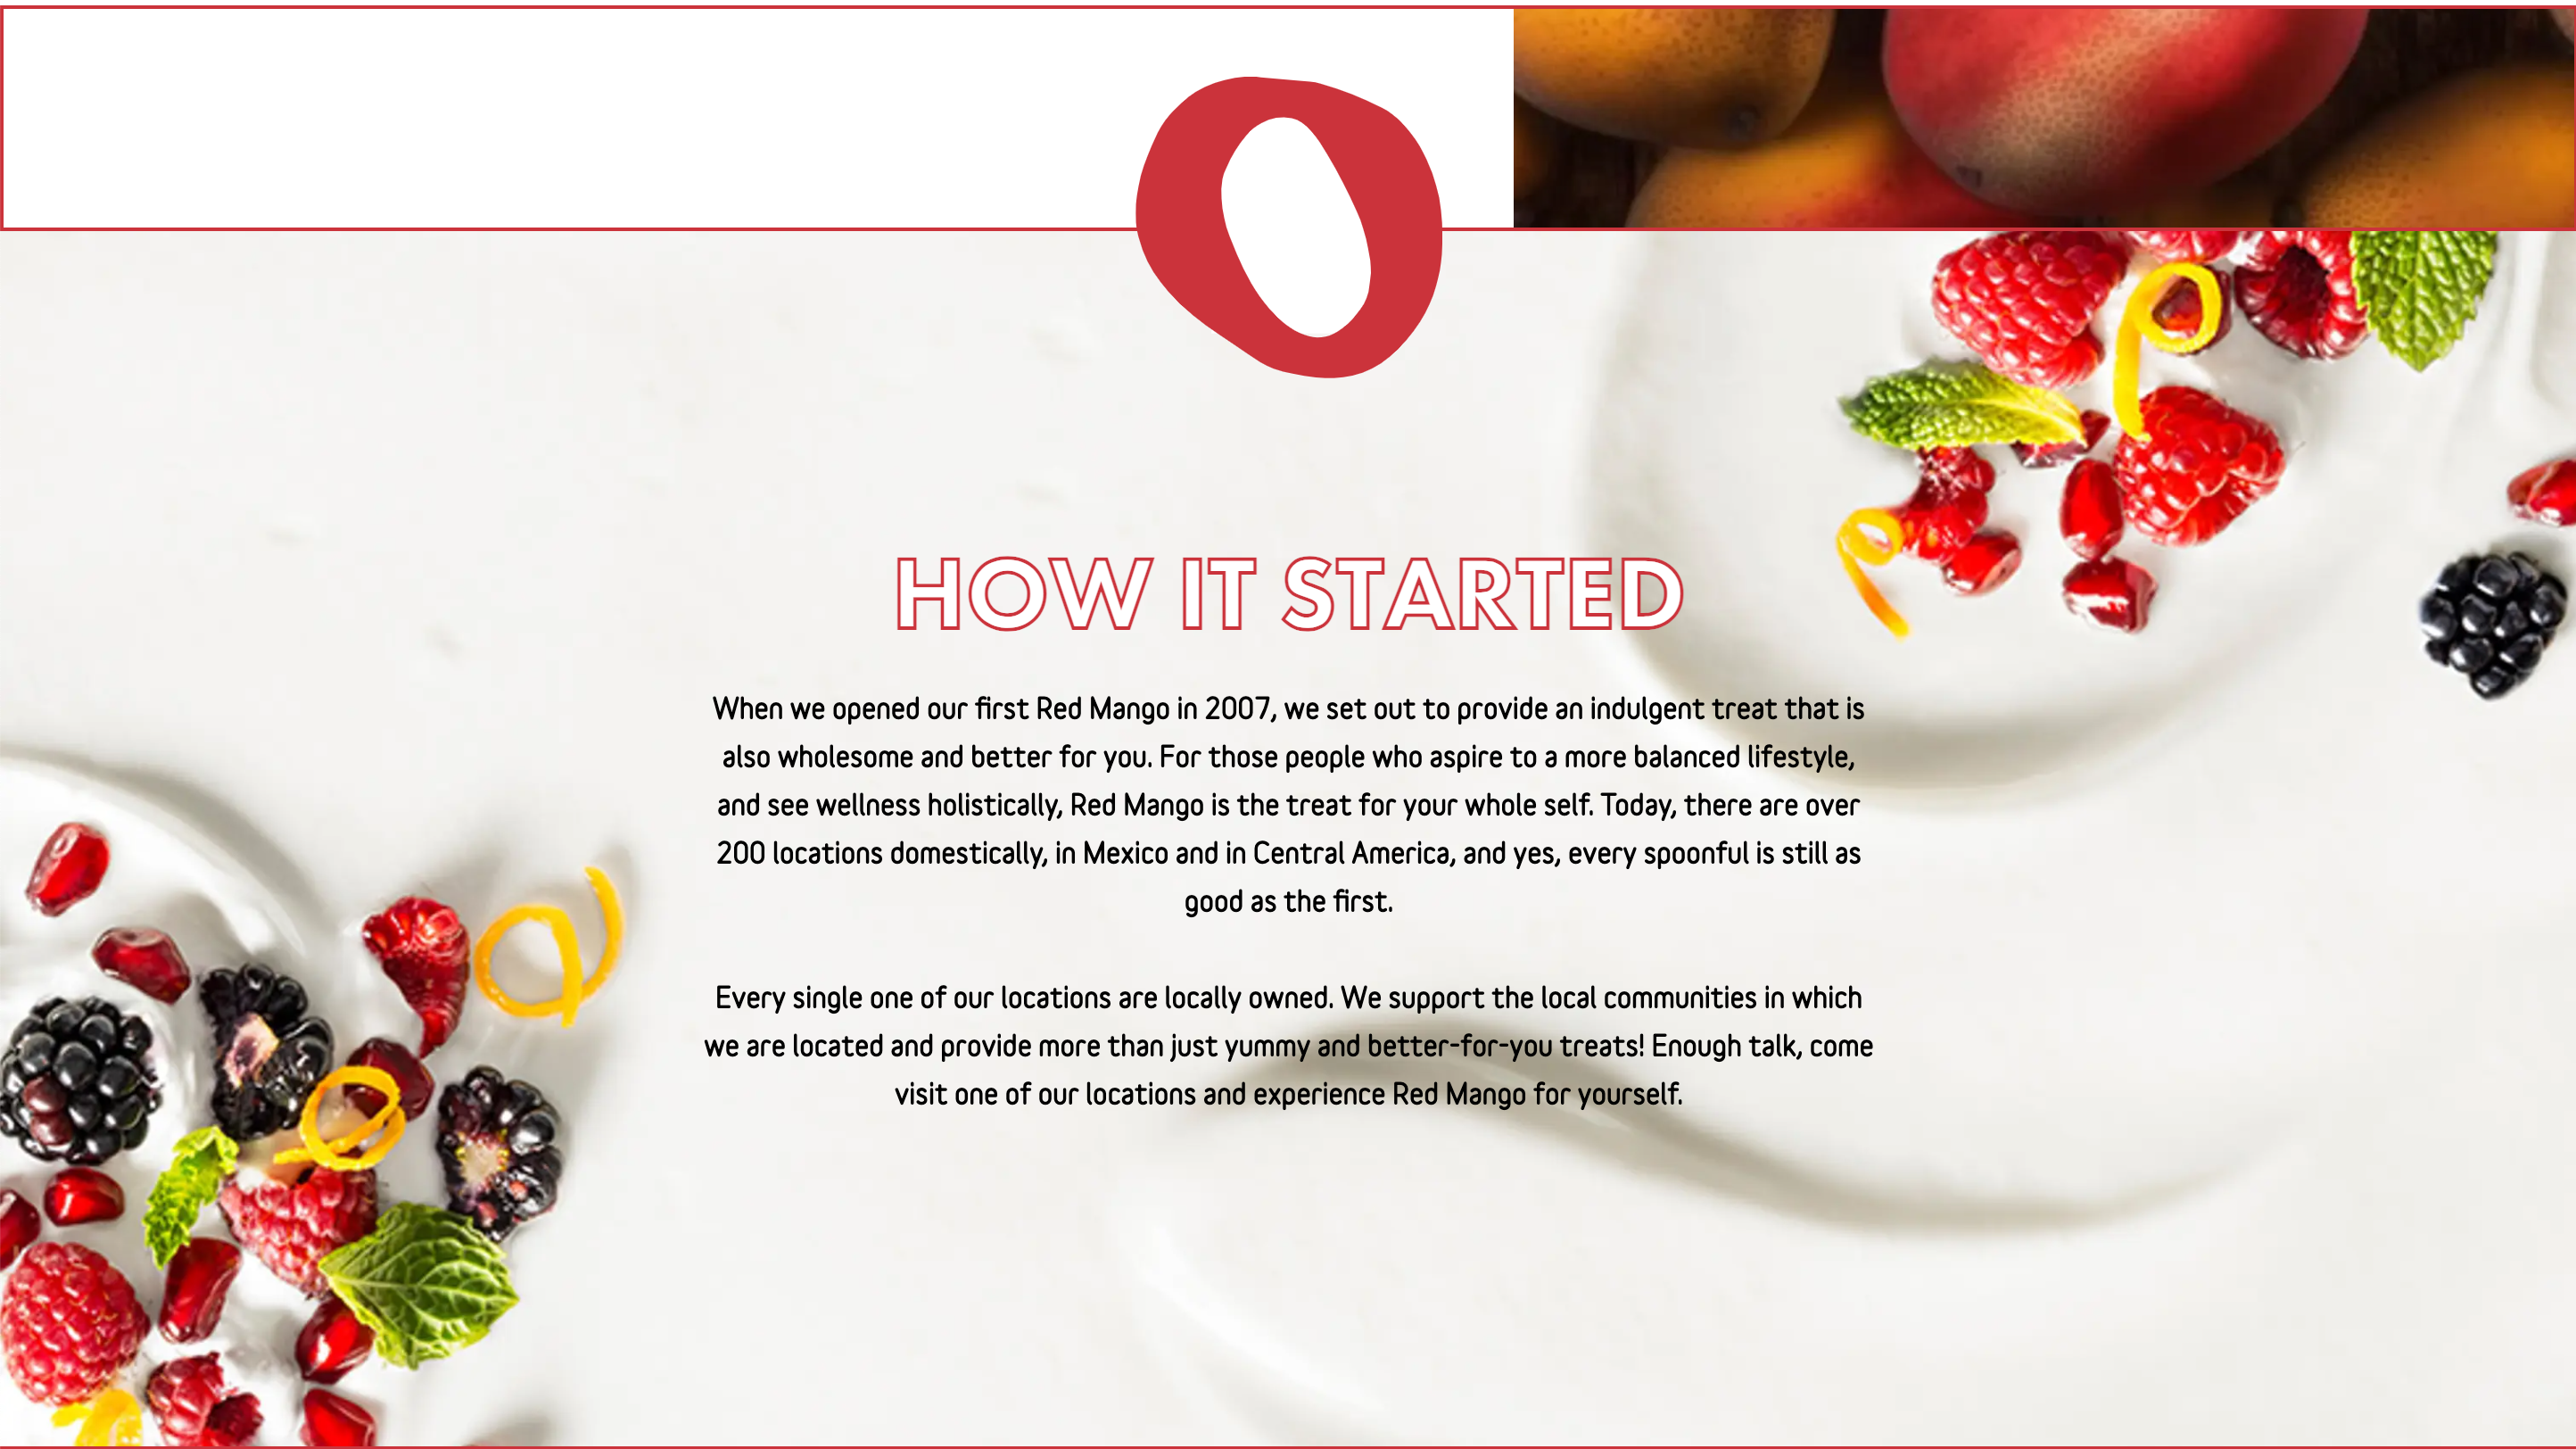 HOW IT STARTED
When we opened our first Red Mango in 2007, we set out to provide an indulgent treat that is
also wholesome and better for you. For those people who aspire to a more balanced lifestyle,
and see wellness holistically, Red Mango is the treat for your whole self. Today, there are over
200 locations domestically, in Mexico and in Central America, and yes, every spoonful is still as
good as the first.
Every single one of our locations are locally owned. We support the local communities in which
we are located and provide more than just yummy and better-for-you treats! Enough talk, come
visit one of our locations and experience Red Mango for yourself.